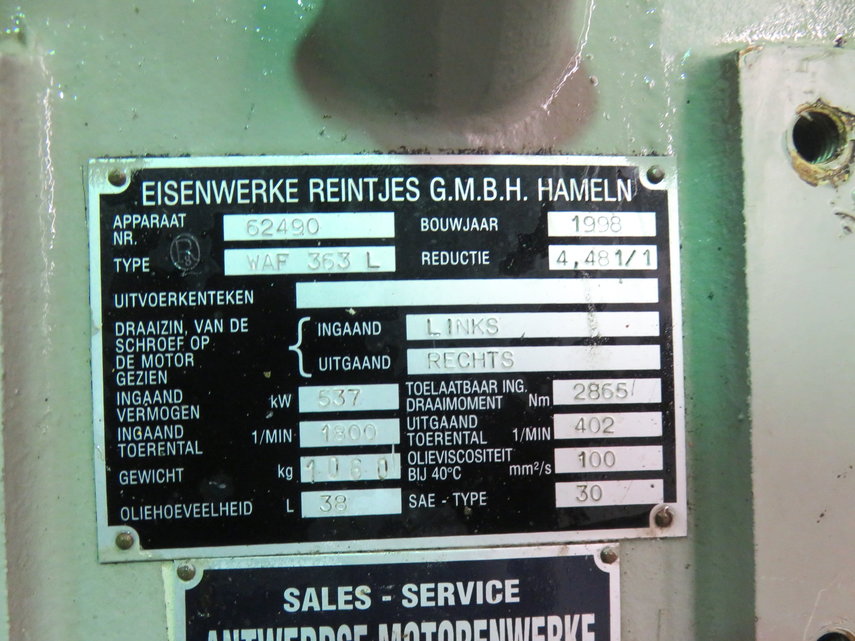 EISENWERKE REINTJES G.M.B.H. HAMELN
APPARAAT NR. 62490 BOUWJAAR 1998
TYPE WAF 363 L REDUCTIE 4,481/1
UITVOERKENTEKEN
DRAAIZIN, VAN DE
SCHROEF OP
DE MOTOR
GEZIEN
INGAAND LINKS
UITGAAND RECHTS
INGAAND VERMOGEN kW 537 TOELAATBAAR ING. DRAAIMOMENT Nm 2865
INGAAND TOERENTAL 1/MIN 1800 UITGAAND TOERENTAL 1/MIN 402
GEWICHT kg 1060 OLIEVISCOSITEIT BIJ 40°C mm²/s 100
OLIEHOEVEELHEID L 38 SAE - TYPE 30
SALES - SERVICE
ANTWERPSE MOTORENWERKE